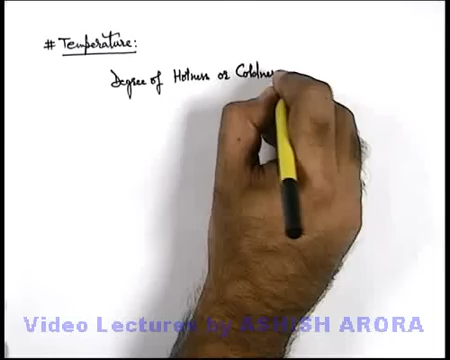 # Temperature:
Degree of Hotness or Coldne
Video Lectures by ASHISH ARORA